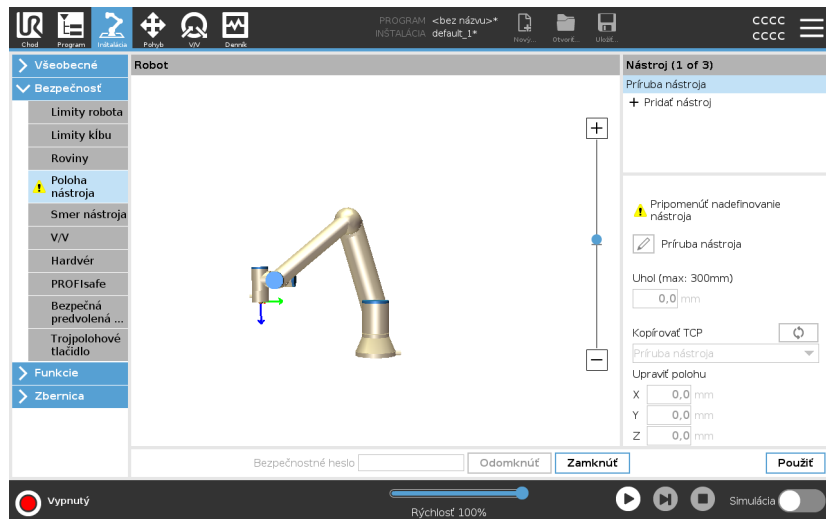 PROGRAM <bez názvu>*
INŠTALÁCIA default_1*
cccc
cccc
Chod
Program
Inštalácia
Pohyb
V/V
Denník
Nový...
Otvoriť...
Uložiť...
Všeobecné
Bezpečnosť
Limity robota
Limity kĺbu
Roviny
Poloha
nástroja
Smer nástroja
V/V
Hardvér
PROFIsafe
Bezpečná
predvolená ...
Trojpolohové
tlačidlo
Funkcie
Zbernica
Robot
Nástroj (1 of 3)
Príruba nástroja
+ Pridať nástroj
Pripomenúť nadefinovanie
nástroja
Príruba nástroja
Uhol (max: 300mm)
0,0 mm
Kopírovať TCP
Príruba nástroja
Upraviť polohu
X 0,0 mm
Y 0,0 mm
Z 0,0 mm
Bezpečnostné heslo
Odomknúť
Zamknúť
Použiť
Vypnutý
Rýchlosť 100%
Simulácia